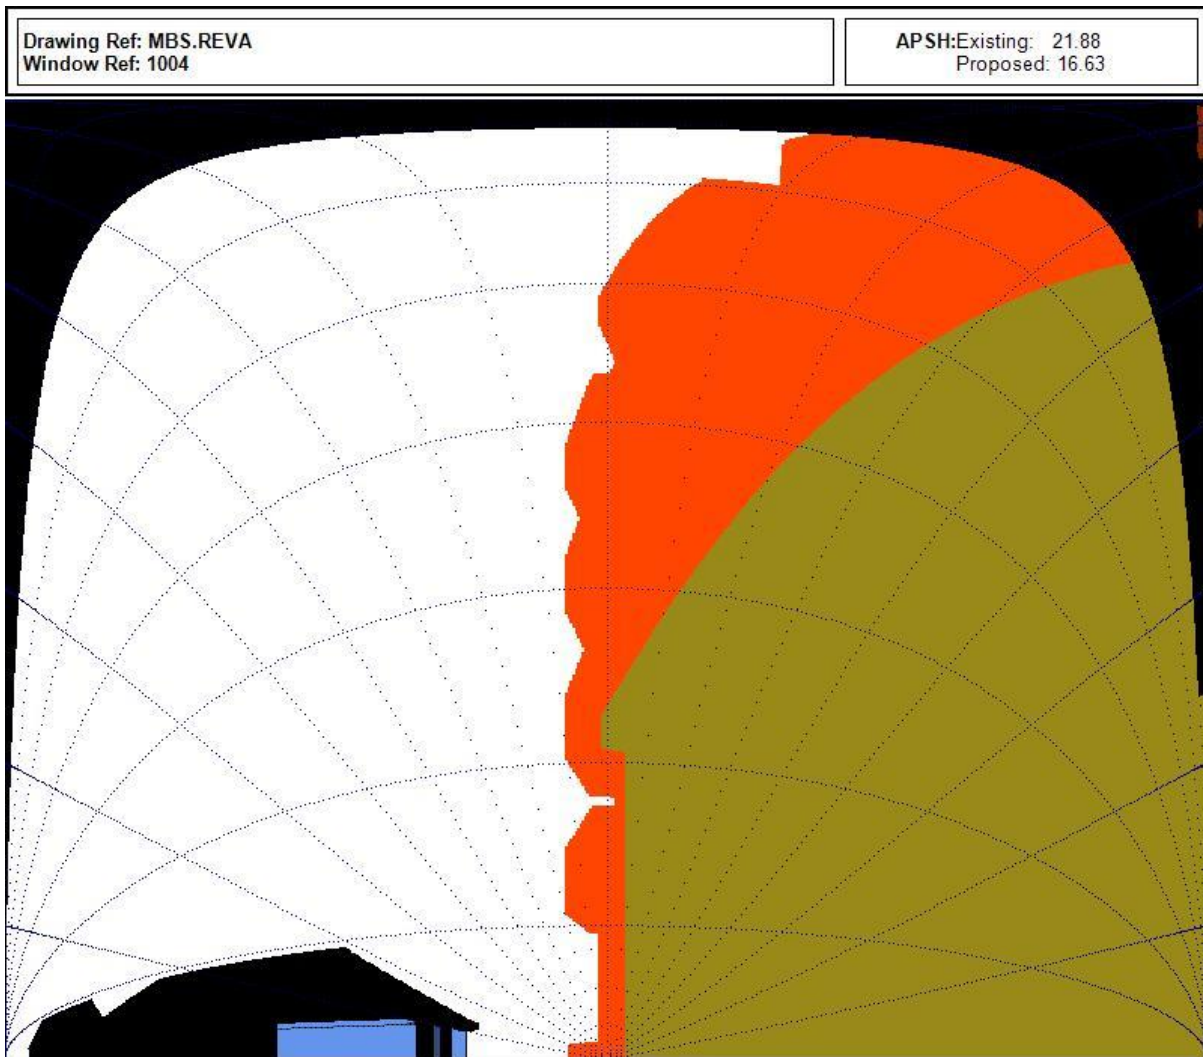 Drawing Ref: MBS.REVA
Window Ref: 1004
APSH:Existing: 21.88
Proposed: 16.63